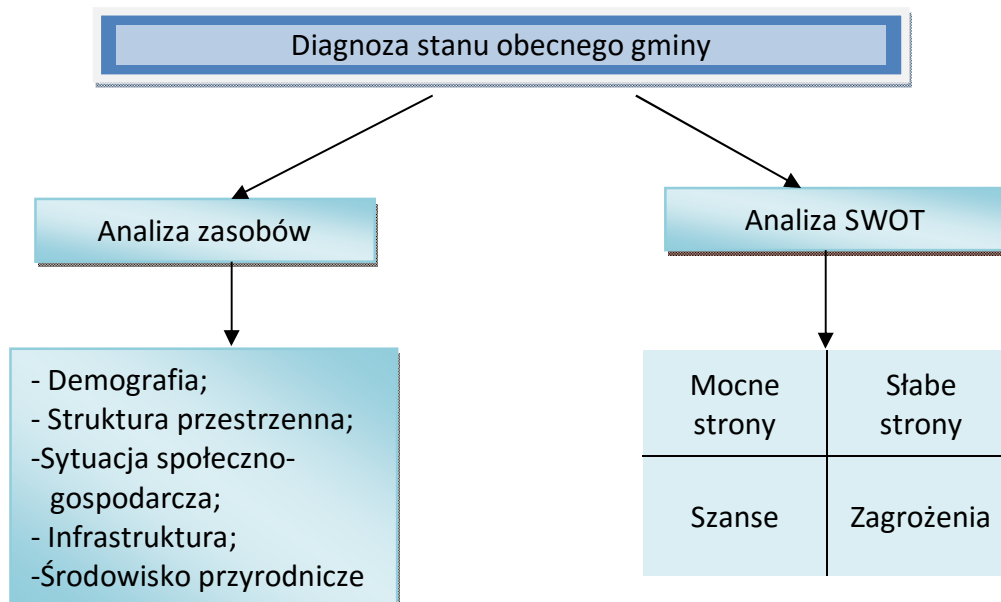 Diagnoza stanu obecnego gminy
Analiza zasobów
Analiza SWOT
- Demografia;
- Struktura przestrzenna;
-Sytuacja społeczno-
gospodarcza;
- Infrastruktura;
-Środowisko przyrodnicze
Mocne
strony
Słabe
strony
Szanse
Zagrożenia